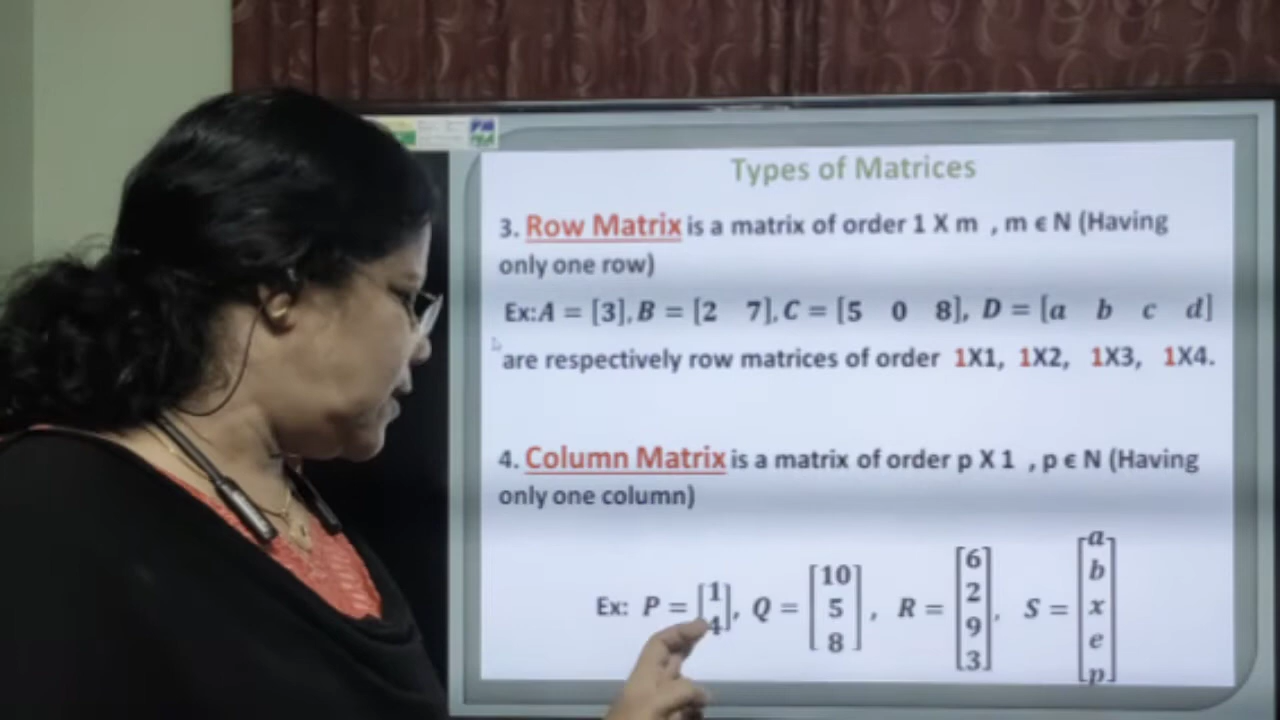 Types of Matrices
3. Row Matrix is a matrix of order 1 X m , m ϵ N (Having
only one row)
Ex:A = [3], B = [2 7], C = [5 0 8], D = [a b c d]
are respectively row matrices of order 1X1, 1X2, 1X3, 1X4.
4. Column Matrix is a matrix of order p X 1 , p ϵ N (Having
only one column)
Ex: P = [1 4], Q = [10 5 8], R = [6 2 9 3], S = [a b x e p]